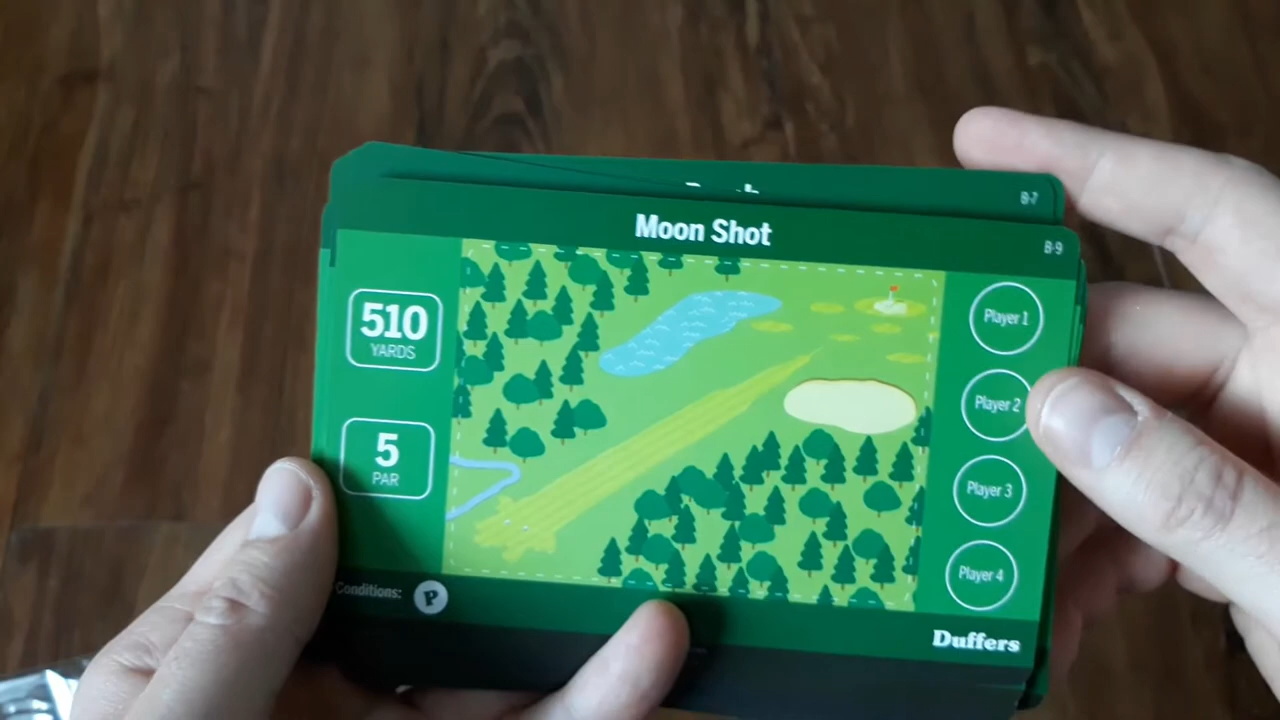 B-7
Moon Shot
B-9
510
YARDS
5
PAR
Player 1
Player 2
Player 3
Player 4
Conditions: P
Duffers